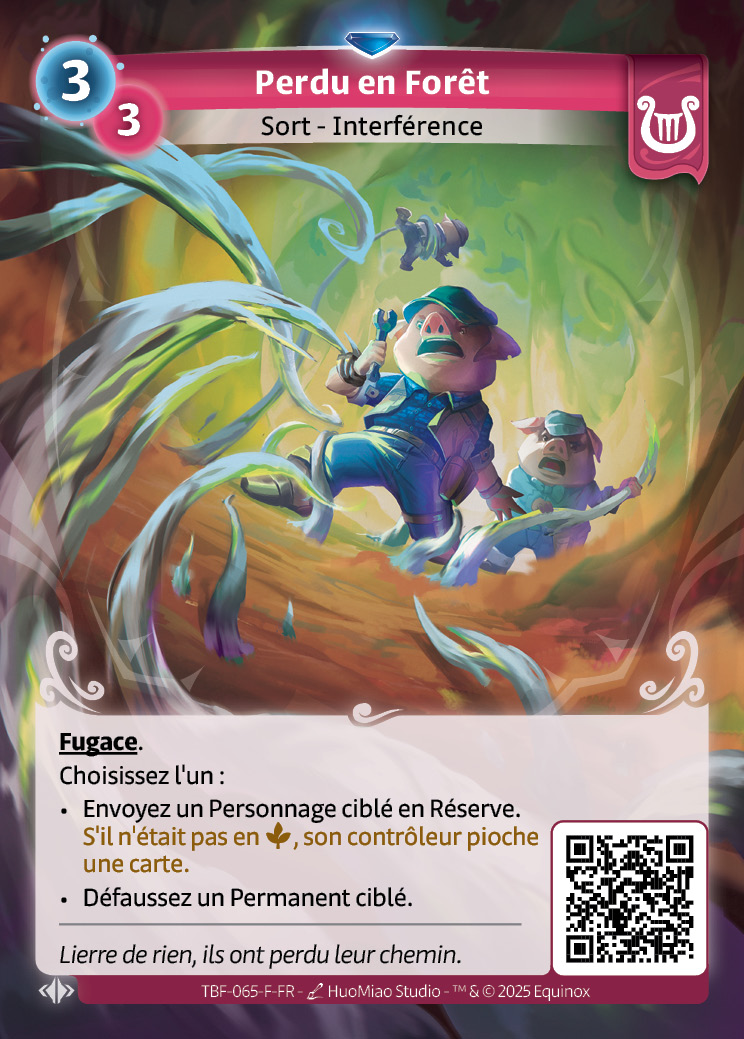 3
Perdu en Forêt
3
Sort - Interférence
Fugace.
Choisissez l'un :
• Envoyez un Personnage ciblé en Réserve.
S'il n'était pas en , son contrôleur pioche
une carte.
• Défaussez un Permanent ciblé.
Lierre de rien, ils ont perdu leur chemin.
TBF-065-F-FR - HuoMiao Studio - ™ & © 2025 Equinox